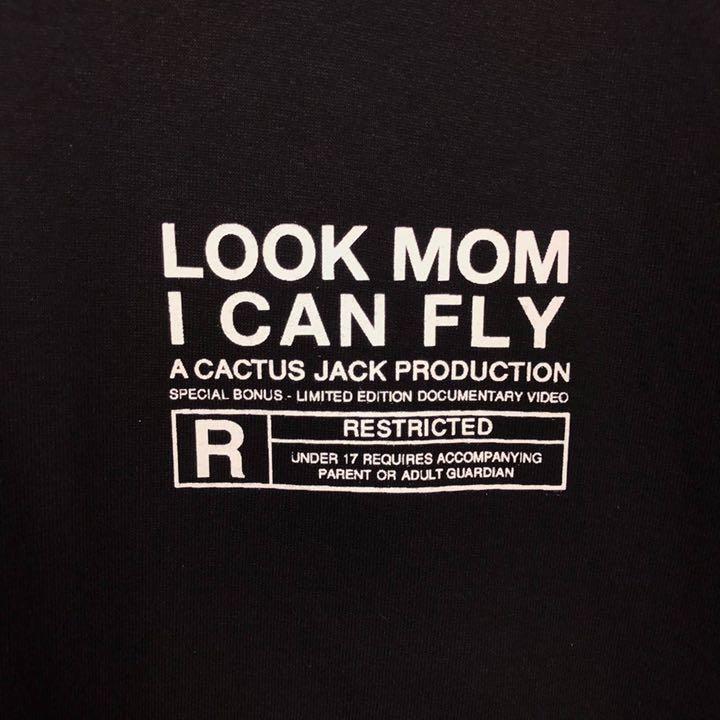 LOOK MOM
I CAN FLY
A CACTUS JACK PRODUCTION
SPECIAL BONUS - LIMITED EDITION DOCUMENTARY VIDEO
R
RESTRICTED
UNDER 17 REQUIRES ACCOMPANYING
PARENT OR ADULT GUARDIAN